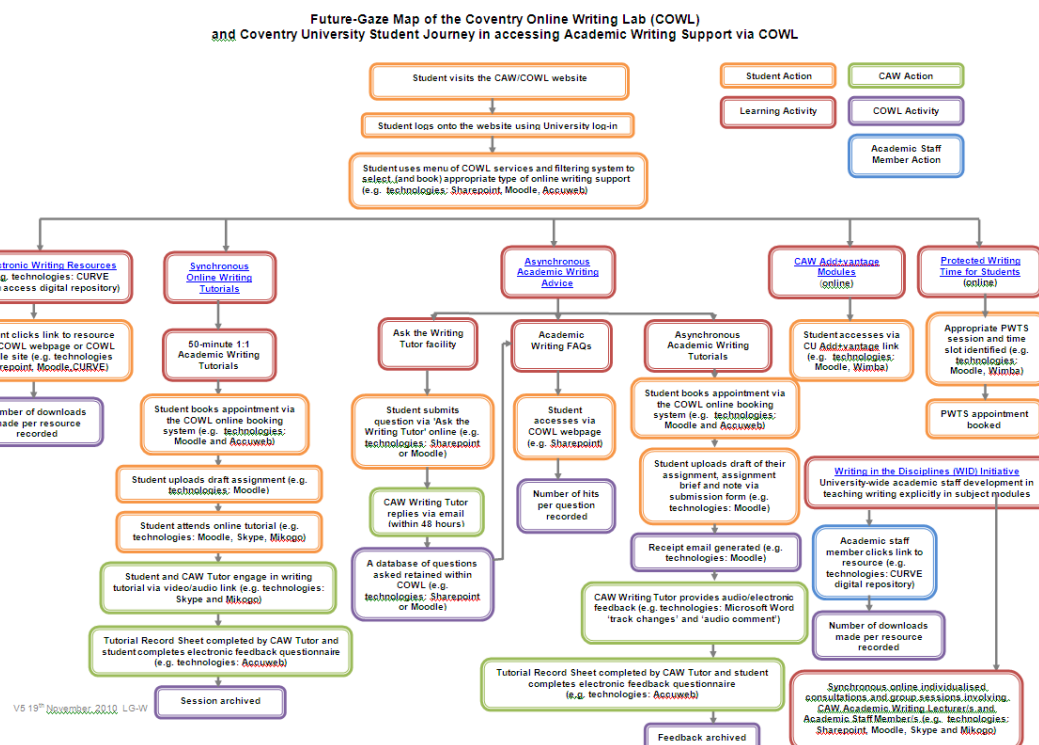 Future-Gaze Map of the Coventry Online Writing Lab (COWL)
and Coventry University Student Journey in accessing Academic Writing Support via COWL
Student visits the CAW/COWL website
Student logs onto the website using University log-in
Student uses menu of COWL services and filtering system to
select (and book) appropriate type of online writing support
(e.g. technologies: Sharepoint, Moodle, Accuweb)
Student Action
CAW Action
Learning Activity
COWL Activity
Academic Staff
Member Action
ctronic Writing Resources
g. technologies: CURVE
access digital repository)
nt clicks link to resource
COWL webpage or COWL
le site (e.g. technologies
repoint, Moodle,CURVE)
mber of downloads
ade per resource
recorded
Synchronous
Online Writing
Tutorials
50-minute 1:1
Academic Writing
Tutorials
Student books appointment via
the COWL online booking
system (e.g. technologies:
Moodle and Accuweb)
Student uploads draft assignment (e.g.
technologies: Moodle)
Student attends online tutorial (e.g.
technologies: Moodle, Skype, Mikogo)
Student and CAW Tutor engage in writing
tutorial via video/audio link (e.g. technologies:
Skype and Mikogo)
Tutorial Record Sheet completed by CAW Tutor and
student completes electronic feedback questionnaire
(e.g. technologies: Accuweb)
Session archived
Asynchronous
Academic Writing
Advice
Ask the Writing
Tutor facility
Student submits
question via 'Ask the
Writing Tutor' online (e.g.
technologies: Sharepoint
or Moodle)
CAW Writing Tutor
replies via email
(within 48 hours)
A database of questions
asked retained within
COWL (e.g.
technologies: Sharepoint
or Moodle)
Academic
Writing FAQs
Student
accesses via
COWL webpage
(e.g. Sharepoint)
Number of hits
per question
recorded
Asynchronous
Academic Writing
Tutorials
Student books appointment via
the COWL online booking
system (e.g. technologies:
Moodle and Accuweb)
Student uploads draft of their
assignment, assignment
brief and note via
submission form (e.g.
technologies: Moodle)
Receipt email generated (e.g.
technologies: Moodle)
CAW Writing Tutor provides audio/electronic
feedback (e.g. technologies: Microsoft Word
'track changes' and 'audio comment')
Tutorial Record Sheet completed by CAW Tutor and student
completes electronic feedback questionnaire
(e.g. technologies: Accuweb)
Feedback archived
CAW Add+vantage
Modules
(online)
Student accesses via
CU Add+vantage link
(e.g. technologies:
Moodle, Wimba)
Protected Writing
Time for Students
(online)
Appropriate PWTS
session and time
slot identified (e.g.
technologies:
Moodle, Wimba)
PWTS appointment
booked
Writing in the Disciplines (WID) Initiative
University-wide academic staff development in
teaching writing explicitly in subject modules
Academic staff
member clicks link to
resource (e.g.
technologies: CURVE
digital repository)
Number of downloads
made per resource
recorded
Synchronous online individualised
consultations and group sessions involving
CAW Academic Writing Lecturer/s and
Academic Staff Member/s (e.g. technologies:
Sharepoint, Moodle, Skype and Mikogo)
V5 19th November, 2010 LG-W